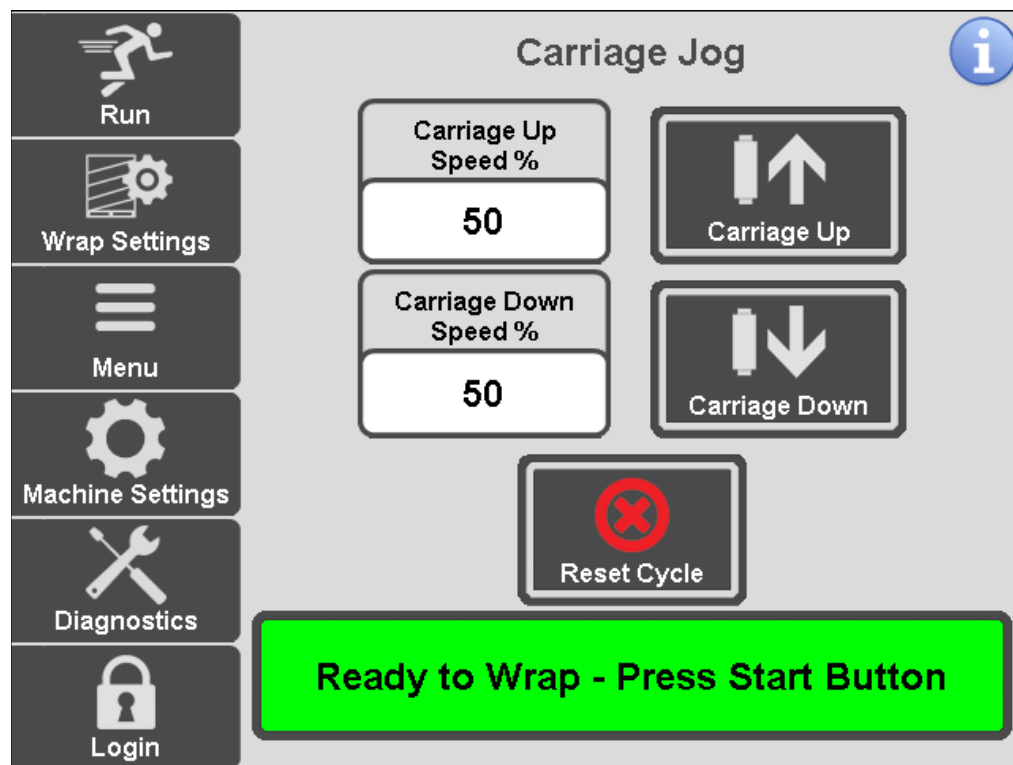 Run
Wrap Settings
Menu
Machine Settings
Diagnostics
Login
Carriage Jog
i
Carriage Up
Speed %
50
Carriage Up
Carriage Down
Speed %
50
Carriage Down
Reset Cycle
Ready to Wrap - Press Start Button